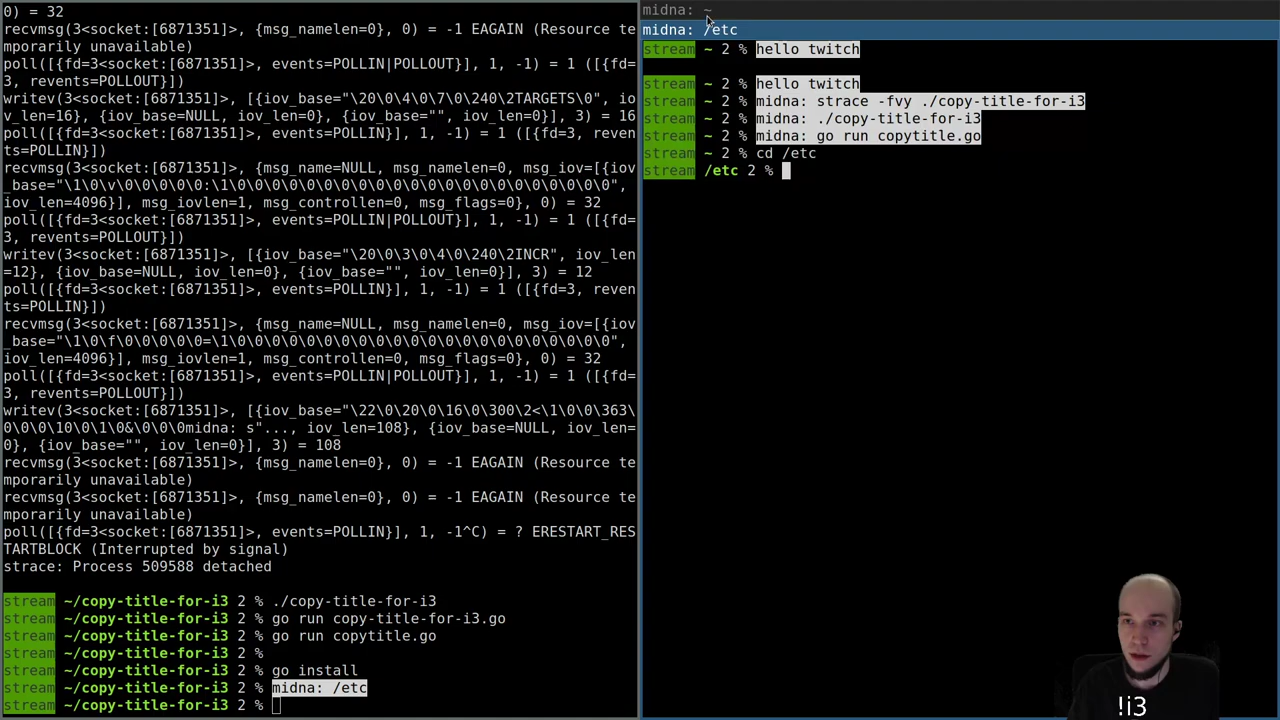 0) = 32
recvmsg(3<socket:[6871351]>, {msg_namelen=0}, 0) = -1 EAGAIN (Resource tem
porarily unavailable)
poll([{fd=3<socket:[6871351]>, events=POLLIN|POLLOUT}], 1, -1) = 1 ([{fd=
3, revents=POLLOUT}])
writev(3<socket:[6871351]>, [{iov_base="\20\0\4\0\7\0\240\2TARGETS\0", io
v_len=16}, {iov_base=NULL, iov_len=0}, {iov_base="", iov_len=0}], 3) = 16
poll([{fd=3<socket:[6871351]>, events=POLLIN}], 1, -1) = 1 ([{fd=3, reven
ts=POLLIN}])
recvmsg(3<socket:[6871351]>, {msg_name=NULL, msg_namelen=0, msg_iov=[{iov
_base="\1\0\v\0\0\0\0\0:\1\0\0\0\0\0\0\0\0\0\0\0\0\0\0\0\0\0\0\0\0\0\0",
iov_len=4096}], msg_iovlen=1, msg_controllen=0, msg_flags=0}, 0) = 32
poll([{fd=3<socket:[6871351]>, events=POLLIN|POLLOUT}], 1, -1) = 1 ([{fd=
3, revents=POLLOUT}])
writev(3<socket:[6871351]>, [{iov_base="\20\0\3\0\4\0\240\2INCR", iov_len
=12}, {iov_base=NULL, iov_len=0}, {iov_base="", iov_len=0}], 3) = 12
poll([{fd=3<socket:[6871351]>, events=POLLIN}], 1, -1) = 1 ([{fd=3, reven
ts=POLLIN}])
recvmsg(3<socket:[6871351]>, {msg_name=NULL, msg_namelen=0, msg_iov=[{iov
_base="\1\0\f\0\0\0\0\0=\1\0\0\0\0\0\0\0\0\0\0\0\0\0\0\0\0\0\0\0\0\0\0",
iov_len=4096}], msg_iovlen=1, msg_controllen=0, msg_flags=0}, 0) = 32
poll([{fd=3<socket:[6871351]>, events=POLLIN|POLLOUT}], 1, -1) = 1 ([{fd=
3, revents=POLLOUT}])
writev(3<socket:[6871351]>, [{iov_base="\22\0\20\0\16\0\300\2<\1\0\0\363\
0\0\0\10\0\1\0&\0\0\0midna: s"..., iov_len=108}, {iov_base=NULL, iov_len=
0}, {iov_base="", iov_len=0}], 3) = 108
recvmsg(3<socket:[6871351]>, {msg_namelen=0}, 0) = -1 EAGAIN (Resource te
mporarily unavailable)
recvmsg(3<socket:[6871351]>, {msg_namelen=0}, 0) = -1 EAGAIN (Resource te
mporarily unavailable)
poll([{fd=3<socket:[6871351]>, events=POLLIN}], 1, -1^C) = ? ERESTART_RES
TARTBLOCK (Interrupted by signal)
strace: Process 509588 detached
stream ~/copy-title-for-i3 2 % ./copy-title-for-i3
stream ~/copy-title-for-i3 2 % go run copy-title-for-i3.go
stream ~/copy-title-for-i3 2 % go run copytitle.go
stream ~/copy-title-for-i3 2 %
stream ~/copy-title-for-i3 2 % go install
stream ~/copy-title-for-i3 2 % midna: /etc
stream ~/copy-title-for-i3 2 %
midna: ~
midna: /etc
stream ~ 2 % hello twitch
stream ~ 2 % hello twitch
stream ~ 2 % midna: strace -fvy ./copy-title-for-i3
stream ~ 2 % midna: ./copy-title-for-i3
stream ~ 2 % midna: go run copytitle.go
stream ~ 2 % cd /etc
stream /etc 2 %
!i3